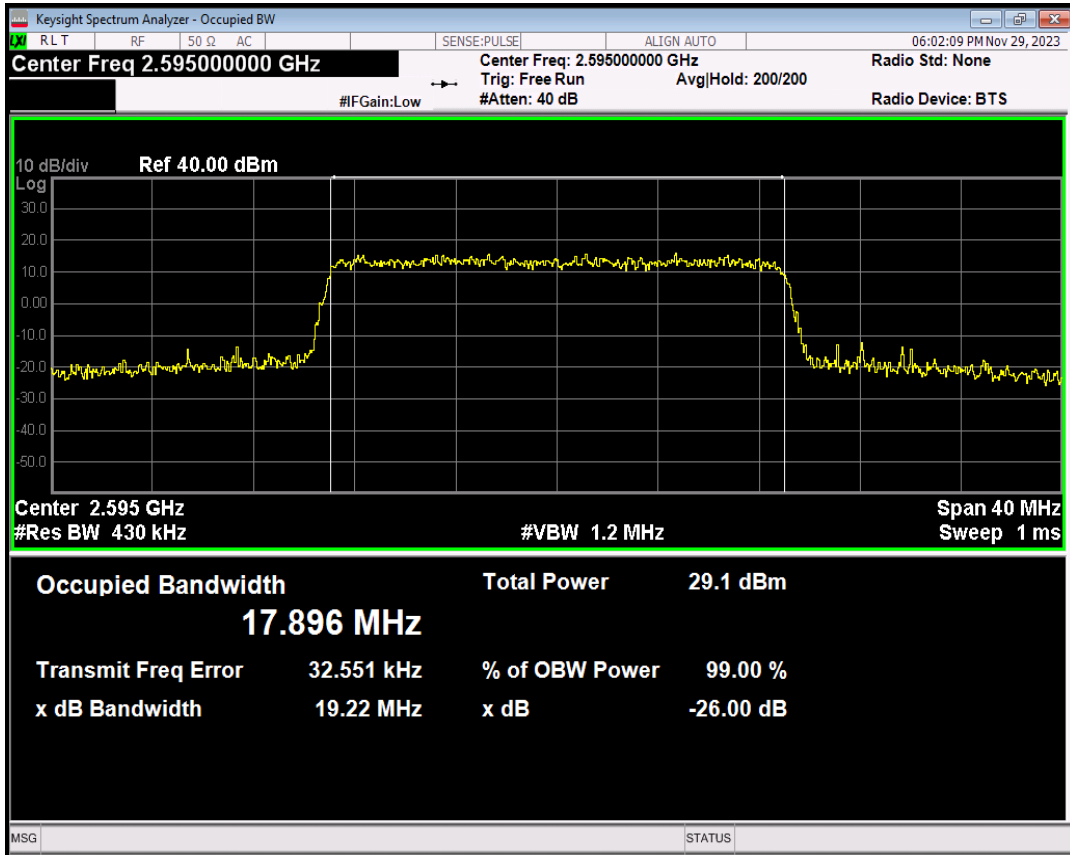 Keysight Spectrum Analyzer - Occupied BW
LXI RLT RF 50 Ω AC SENSE:PULSE ALIGN AUTO 06:02:09 PM Nov 29, 2023
Center Freq 2.595000000 GHz Center Freq: 2.595000000 GHz Radio Std: None
Trig: Free Run Avg|Hold: 200/200
#IFGain:Low #Atten: 40 dB Radio Device: BTS
10 dB/div Ref 40.00 dBm
Log
30.0
20.0
10.0
0.00
-10.0
-20.0
-30.0
-40.0
-50.0
Center 2.595 GHz Span 40 MHz
#Res BW 430 kHz #VBW 1.2 MHz Sweep 1 ms
Occupied Bandwidth Total Power 29.1 dBm
17.896 MHz
Transmit Freq Error 32.551 kHz % of OBW Power 99.00 %
x dB Bandwidth 19.22 MHz x dB -26.00 dB
MSG STATUS